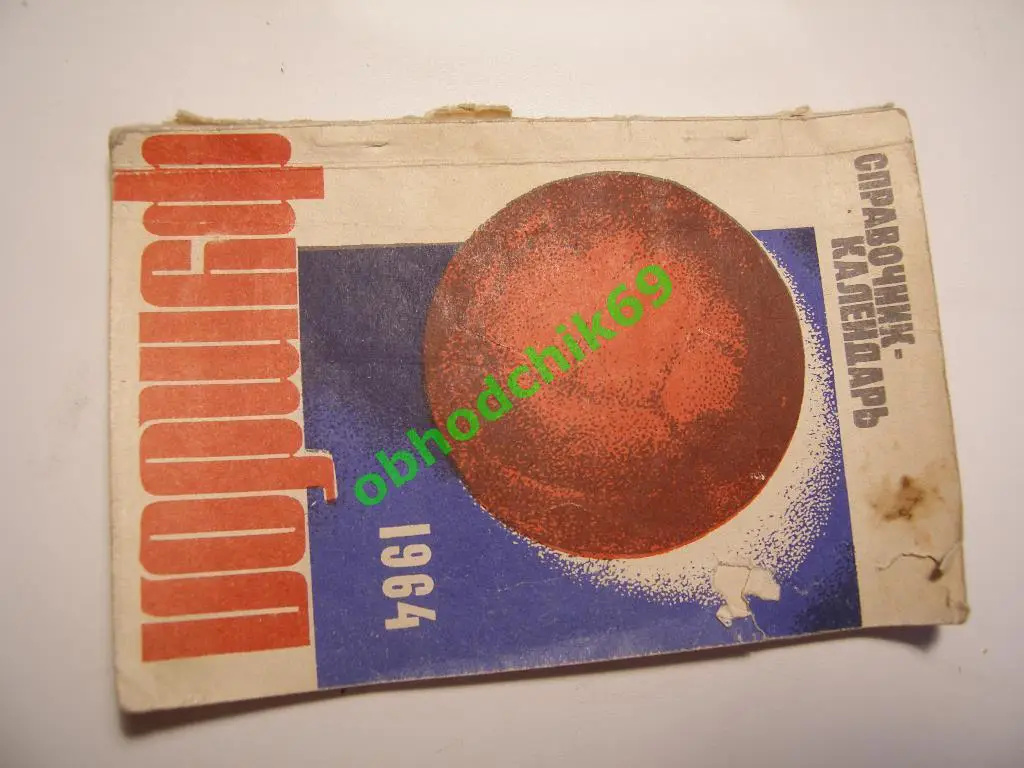 СПРАВОЧНИК-
КАЛЕНДАРЬ
1964
футбол
obhodchik69